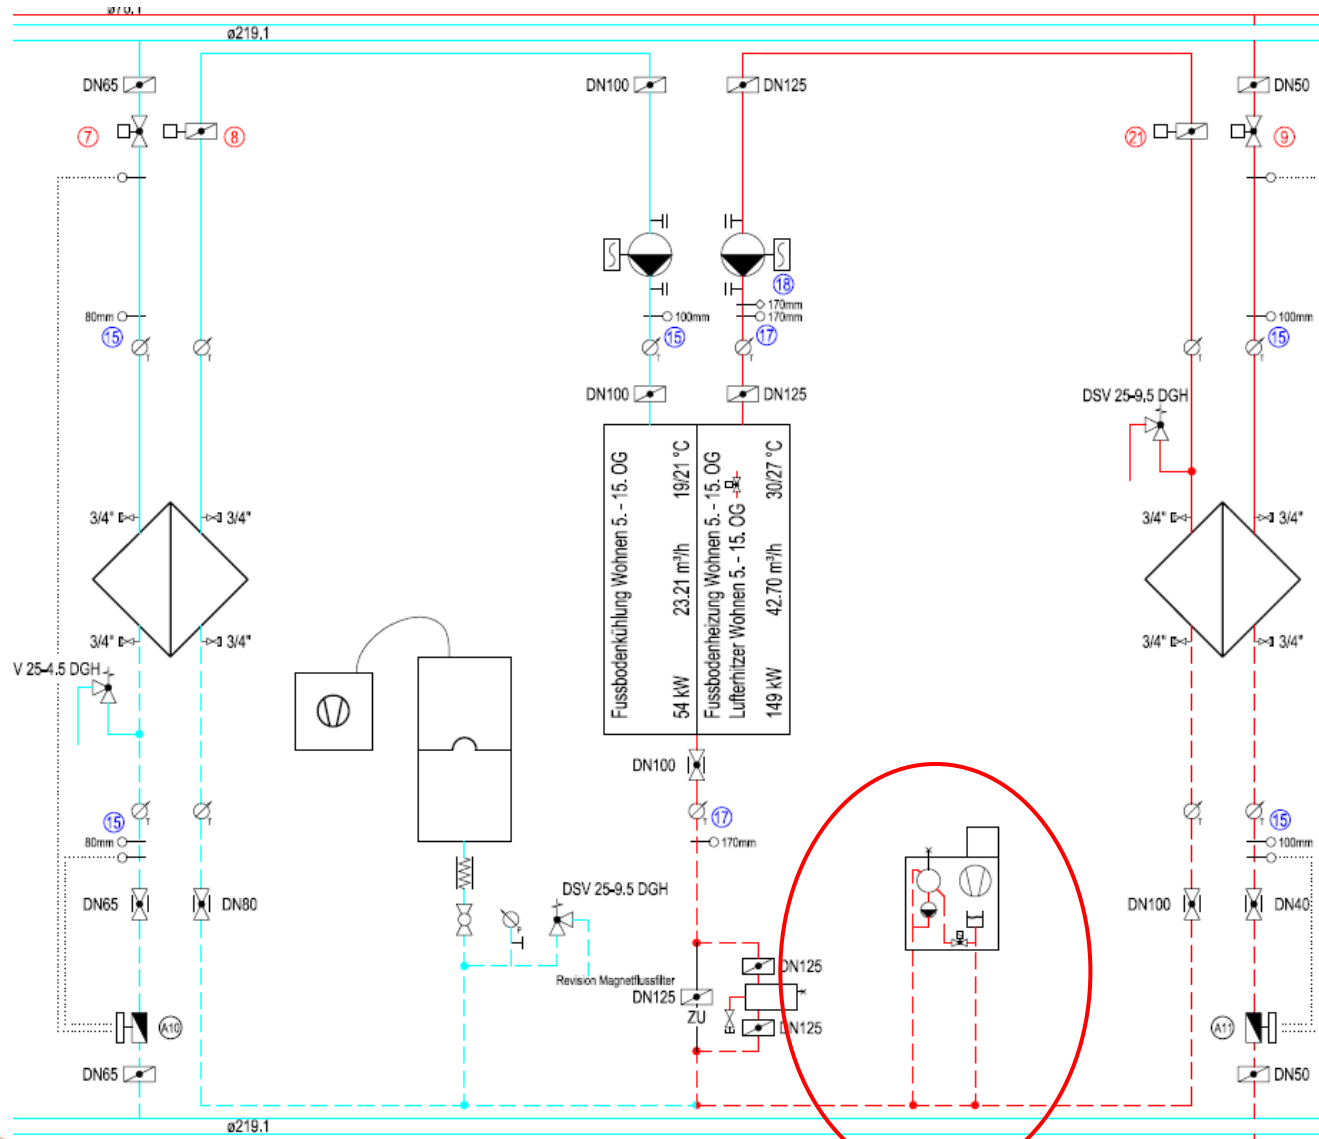 ø219.1
DN65
DN100
DN125
DN50
7
8
21
9
18
170mm
170mm
80mm
15
100mm
15
17
100mm
15
DN100
DN125
DSV 25-9.5 DGH
Fussbodenkühlung Wohnen 5. - 15. OG
54 kW 23.21 m³/h 19/21 °C
Fussbodenheizung Wohnen 5. - 15. OG
Lufterhitzer Wohnen 5. - 15. OG
149 kW 42.70 m³/h 30/27 °C
3/4" 3/4"
3/4" 3/4"
3/4" 3/4"
3/4" 3/4"
V 25-4.5 DGH
DN100
T
T
T
T
T
T
15
T
T
17
T
T
15
T
80mm
170mm
100mm
DN65
DN80
DSV 25-9.5 DGH
P
DN100
DN40
Revision Magnetflussfilter
DN125
DN125
ZU
DN125
A10
A11
DN65
DN50
ø219.1